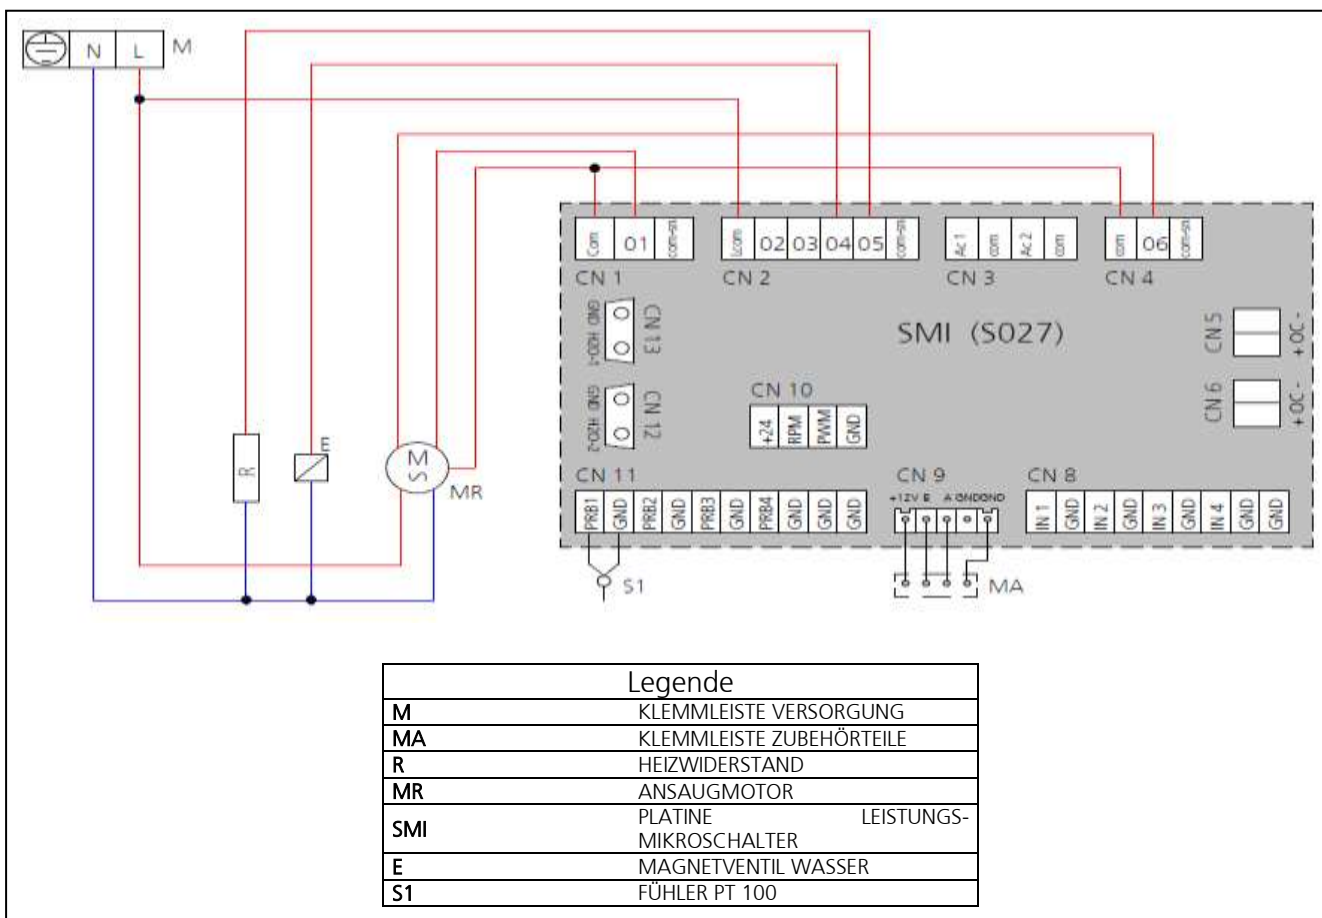 N L M
Com 01 com-sn
Lcom 02 03 04 05 com-sn
Ac1 com Ac2 com
com 06 com-sn
CN 1
CN 2
CN 3
CN 4
GND H2O-1
CN 13
SMI (S027)
CN 5
+OC-
GND H2O-2
CN 12
CN 10
+24 RPM PWM GND
CN 6
+OC-
E
R
M
S
MR
CN 11
CN 9
CN 8
+12V B A GND GND
PRB1 GND PRB2 GND PRB3 GND PRB4 GND GND GND
IN 1 GND IN 2 GND IN 3 GND IN 4 GND GND
S1
MA
Legende
M KLEMMLEISTE VERSORGUNG
MA KLEMMLEISTE ZUBEHÖRTEILE
R HEIZWIDERSTAND
MR ANSAUGMOTOR
SMI PLATINE LEISTUNGS-
MIKROSCHALTER
E MAGNETVENTIL WASSER
S1 FÜHLER PT 100